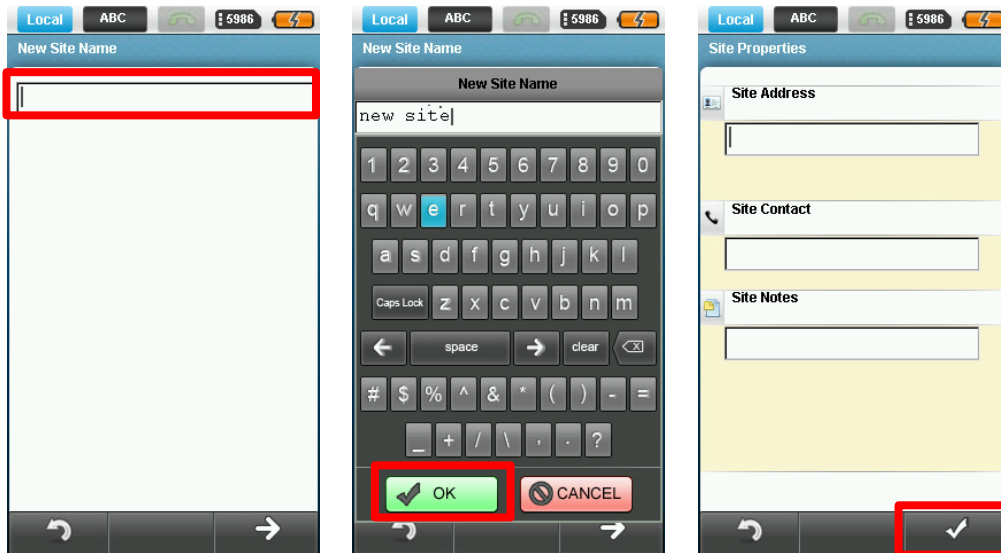 Local ABC 5986
New Site Name
Local ABC 5986
New Site Name
New Site Name
new site
1 2 3 4 5 6 7 8 9 0
q w e r t y u i o p
a s d f g h j k l
Caps Lock z x c v b n m
space clear
# $ % ^ & * ( ) - =
_ + / \ , . ?
OK CANCEL
Local ABC 5986
Site Properties
Site Address
Site Contact
Site Notes